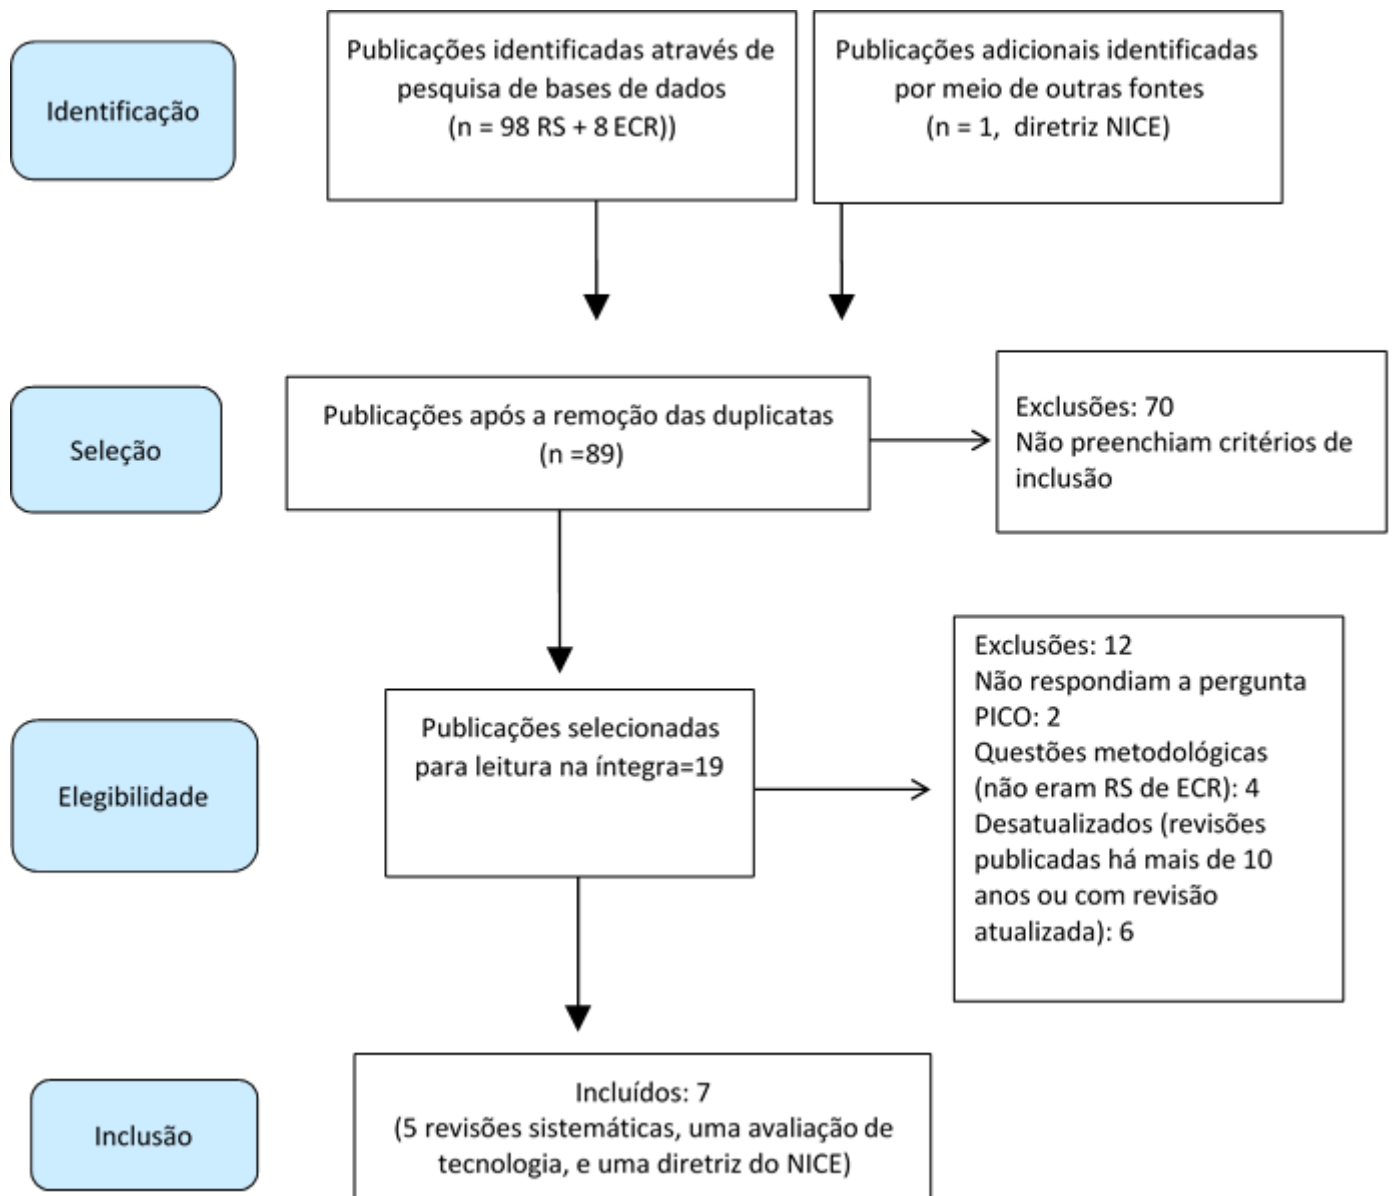 Identificação
Publicações identificadas através de
pesquisa de bases de dados
(n = 98 RS + 8 ECR))
Publicações adicionais identificadas
por meio de outras fontes
(n = 1, diretriz NICE)
Seleção
Publicações após a remoção das duplicatas
(n =89)
Exclusões: 70
Não preenchiam critérios de
inclusão
Elegibilidade
Publicações selecionadas
para leitura na íntegra=19
Exclusões: 12
Não respondiam a pergunta
PICO: 2
Questões metodológicas
(não eram RS de ECR): 4
Desatualizados (revisões
publicadas há mais de 10
anos ou com revisão
atualizada): 6
Inclusão
Incluídos: 7
(5 revisões sistemáticas, uma avaliação de
tecnologia, e uma diretriz do NICE)